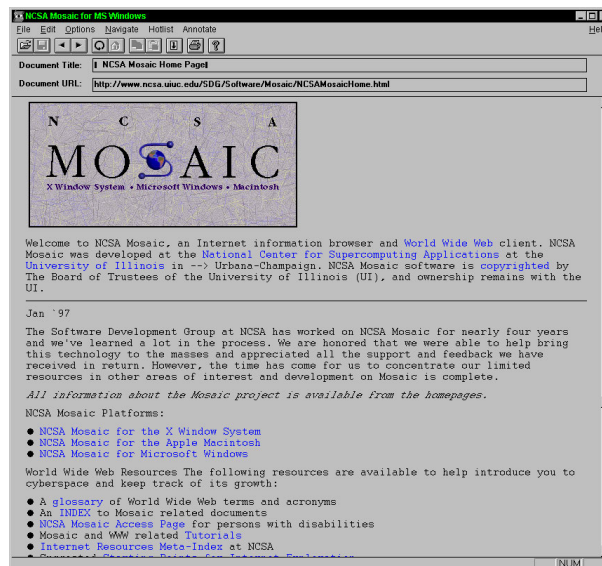 NCSA Mosaic for MS Windows
File Edit Options Navigate Hotlist Annotate Hel
Document Title: NCSA Mosaic Home Page
Document URL: http://www.ncsa.uiuc.edu/SDG/Software/Mosaic/NCSAMosaicHome.html
N C S A
MOSAIC
X Window System • Microsoft Windows • Macintosh
Welcome to NCSA Mosaic, an Internet information browser and World Wide Web client. NCSA
Mosaic was developed at the National Center for Supercomputing Applications at the
University of Illinois in --> Urbana-Champaign. NCSA Mosaic software is copyrighted by
The Board of Trustees of the University of Illinois (UI), and ownership remains with the
UI.
Jan `97
The Software Development Group at NCSA has worked on NCSA Mosaic for nearly four years
and we've learned a lot in the process. We are honored that we were able to help bring
this technology to the masses and appreciated all the support and feedback we have
received in return. However, the time has come for us to concentrate our limited
resources in other areas of interest and development on Mosaic is complete.
All information about the Mosaic project is available from the homepages.
NCSA Mosaic Platforms:
● NCSA Mosaic for the X Window System
● NCSA Mosaic for the Apple Macintosh
● NCSA Mosaic for Microsoft Windows
World Wide Web Resources The following resources are available to help introduce you to
cyberspace and keep track of its growth:
● A glossary of World Wide Web terms and acronyms
● An INDEX to Mosaic related documents
● NCSA Mosaic Access Page for persons with disabilities
● Mosaic and WWW related Tutorials
● Internet Resources Meta-Index at NCSA
● Suggested Starting Points for Internet Exploration
NUM